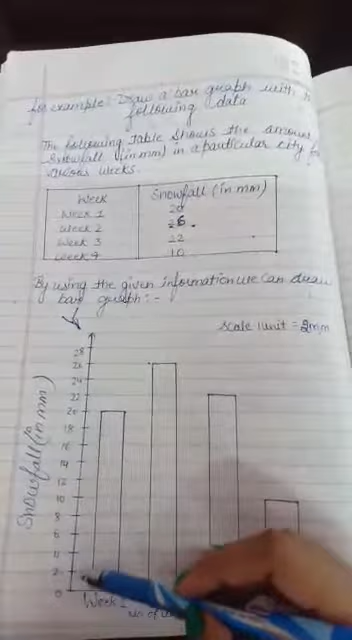 for example: Draw a bar graph with
following data
The following table shows the amount
Snowfall (in mm) in a particular city for
various weeks.
Week Snowfall (in mm)
Week 1 20
Week 2 26
Week 3 22
Week 4 10
By using the given information we can draw
bar graph:-
Scale 1 unit = 2mm
Snowfall (in mm)
28
26
24
22
20
18
16
14
12
10
8
6
4
2
0
Week
No. of